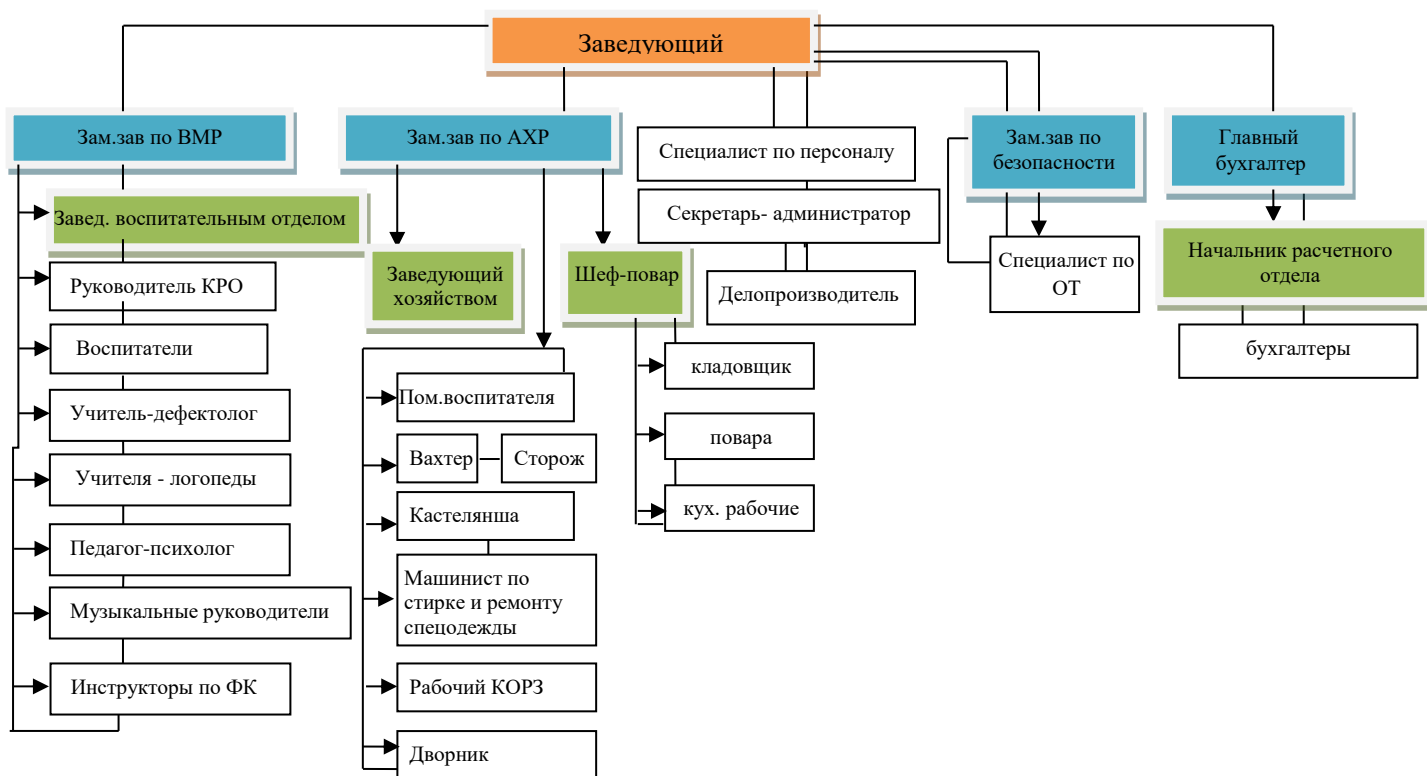 Заведующий
Зам.зав по ВМР
Зам.зав по АХР
Специалист по персоналу
Зам.зав по
безопасности
Главный
бухгалтер
Завед. воспитательным отделом
Секретарь- администратор
Заведующий
хозяйством
Шеф-повар
Специалист по
ОТ
Начальник расчетного
отдела
Руководитель КРО
Делопроизводитель
Воспитатели
кладовщик
бухгалтеры
Пом.воспитателя
Учитель-дефектолог
повара
Вахтер
Сторож
Учителя - логопеды
Кастелянша
кух. рабочие
Педагог-психолог
Машинист по
стирке и ремонту
спецодежды
Музыкальные руководители
Инструкторы по ФК
Рабочий КОРЗ
Дворник